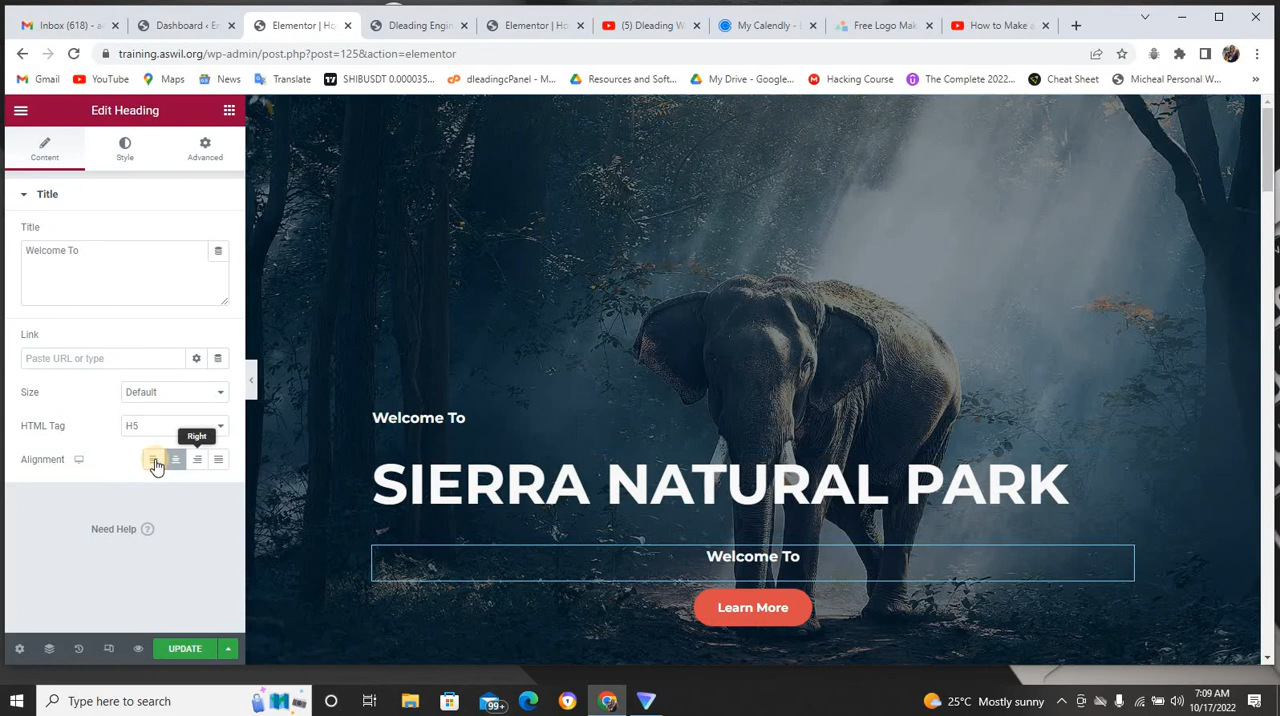 Inbox (618) - a
Dashboard ‹ E
Elementor | Ho
Dleading Engin
Elementor | Ho
(5) Dleading W
My Calendly -
Free Logo Mak
How to Make a
training.aswil.org/wp-admin/post.php?post=125&action=elementor
Gmail
YouTube
Maps
News
Translate
SHIBUSDT 0.000035...
dleadingcPanel - M...
Resources and Soft...
My Drive - Google...
Hacking Course
The Complete 2022...
Cheat Sheet
Micheal Personal W...
»
Edit Heading
Content
Style
Advanced
Title
Title
Welcome To
Link
Paste URL or type
Size
Default
HTML Tag
H5
Right
Alignment
Need Help ?
UPDATE
Welcome To
SIERRA NATURAL PARK
Welcome To
Learn More
Type here to search
99+
25°C Mostly sunny
7:09 AM
10/17/2022